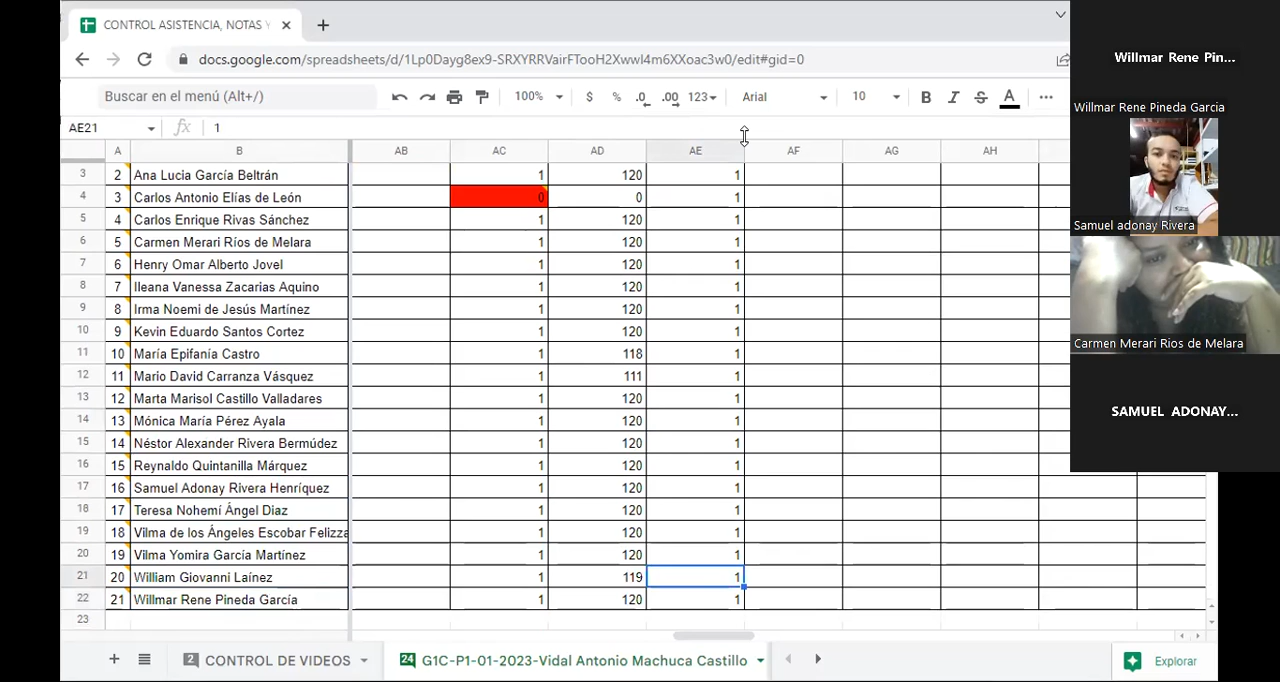 CONTROL ASISTENCIA, NOTAS Y
docs.google.com/spreadsheets/d/1Lp0Dayg8ex9-SRXYRRVairFTooH2XwwI4m6XXoac3w0/edit#gid=0
Buscar en el menú (Alt+/) 100% $ % .0 .00 123 Arial 10 B I S A
AE21 fx 1
A B AB AC AD AE AF AG AH
3 2 Ana Lucia García Beltrán 1 120 1
4 3 Carlos Antonio Elías de León 0 0 1
5 4 Carlos Enrique Rivas Sánchez 1 120 1
6 5 Carmen Merari Ríos de Melara 1 120 1
7 6 Henry Omar Alberto Jovel 1 120 1
8 7 Ileana Vanessa Zacarias Aquino 1 120 1
9 8 Irma Noemi de Jesús Martínez 1 120 1
10 9 Kevin Eduardo Santos Cortez 1 120 1
11 10 María Epifanía Castro 1 118 1
12 11 Mario David Carranza Vásquez 1 111 1
13 12 Marta Marisol Castillo Valladares 1 120 1
14 13 Mónica María Pérez Ayala 1 120 1
15 14 Néstor Alexander Rivera Bermúdez 1 120 1
16 15 Reynaldo Quintanilla Márquez 1 120 1
17 16 Samuel Adonay Rivera Henríquez 1 120 1
18 17 Teresa Nohemí Ángel Diaz 1 120 1
19 18 Vilma de los Ángeles Escobar Felizza 1 120 1
20 19 Vilma Yomira García Martínez 1 120 1
21 20 William Giovanni Laínez 1 119 1
22 21 Willmar Rene Pineda García 1 120 1
23
2 CONTROL DE VIDEOS 24 G1C-P1-01-2023-Vidal Antonio Machuca Castillo Explorar
Willmar Rene Pin...
Willmar Rene Pineda Garcia
Samuel adonay Rivera
Carmen Merari Rios de Melara
SAMUEL ADONAY...